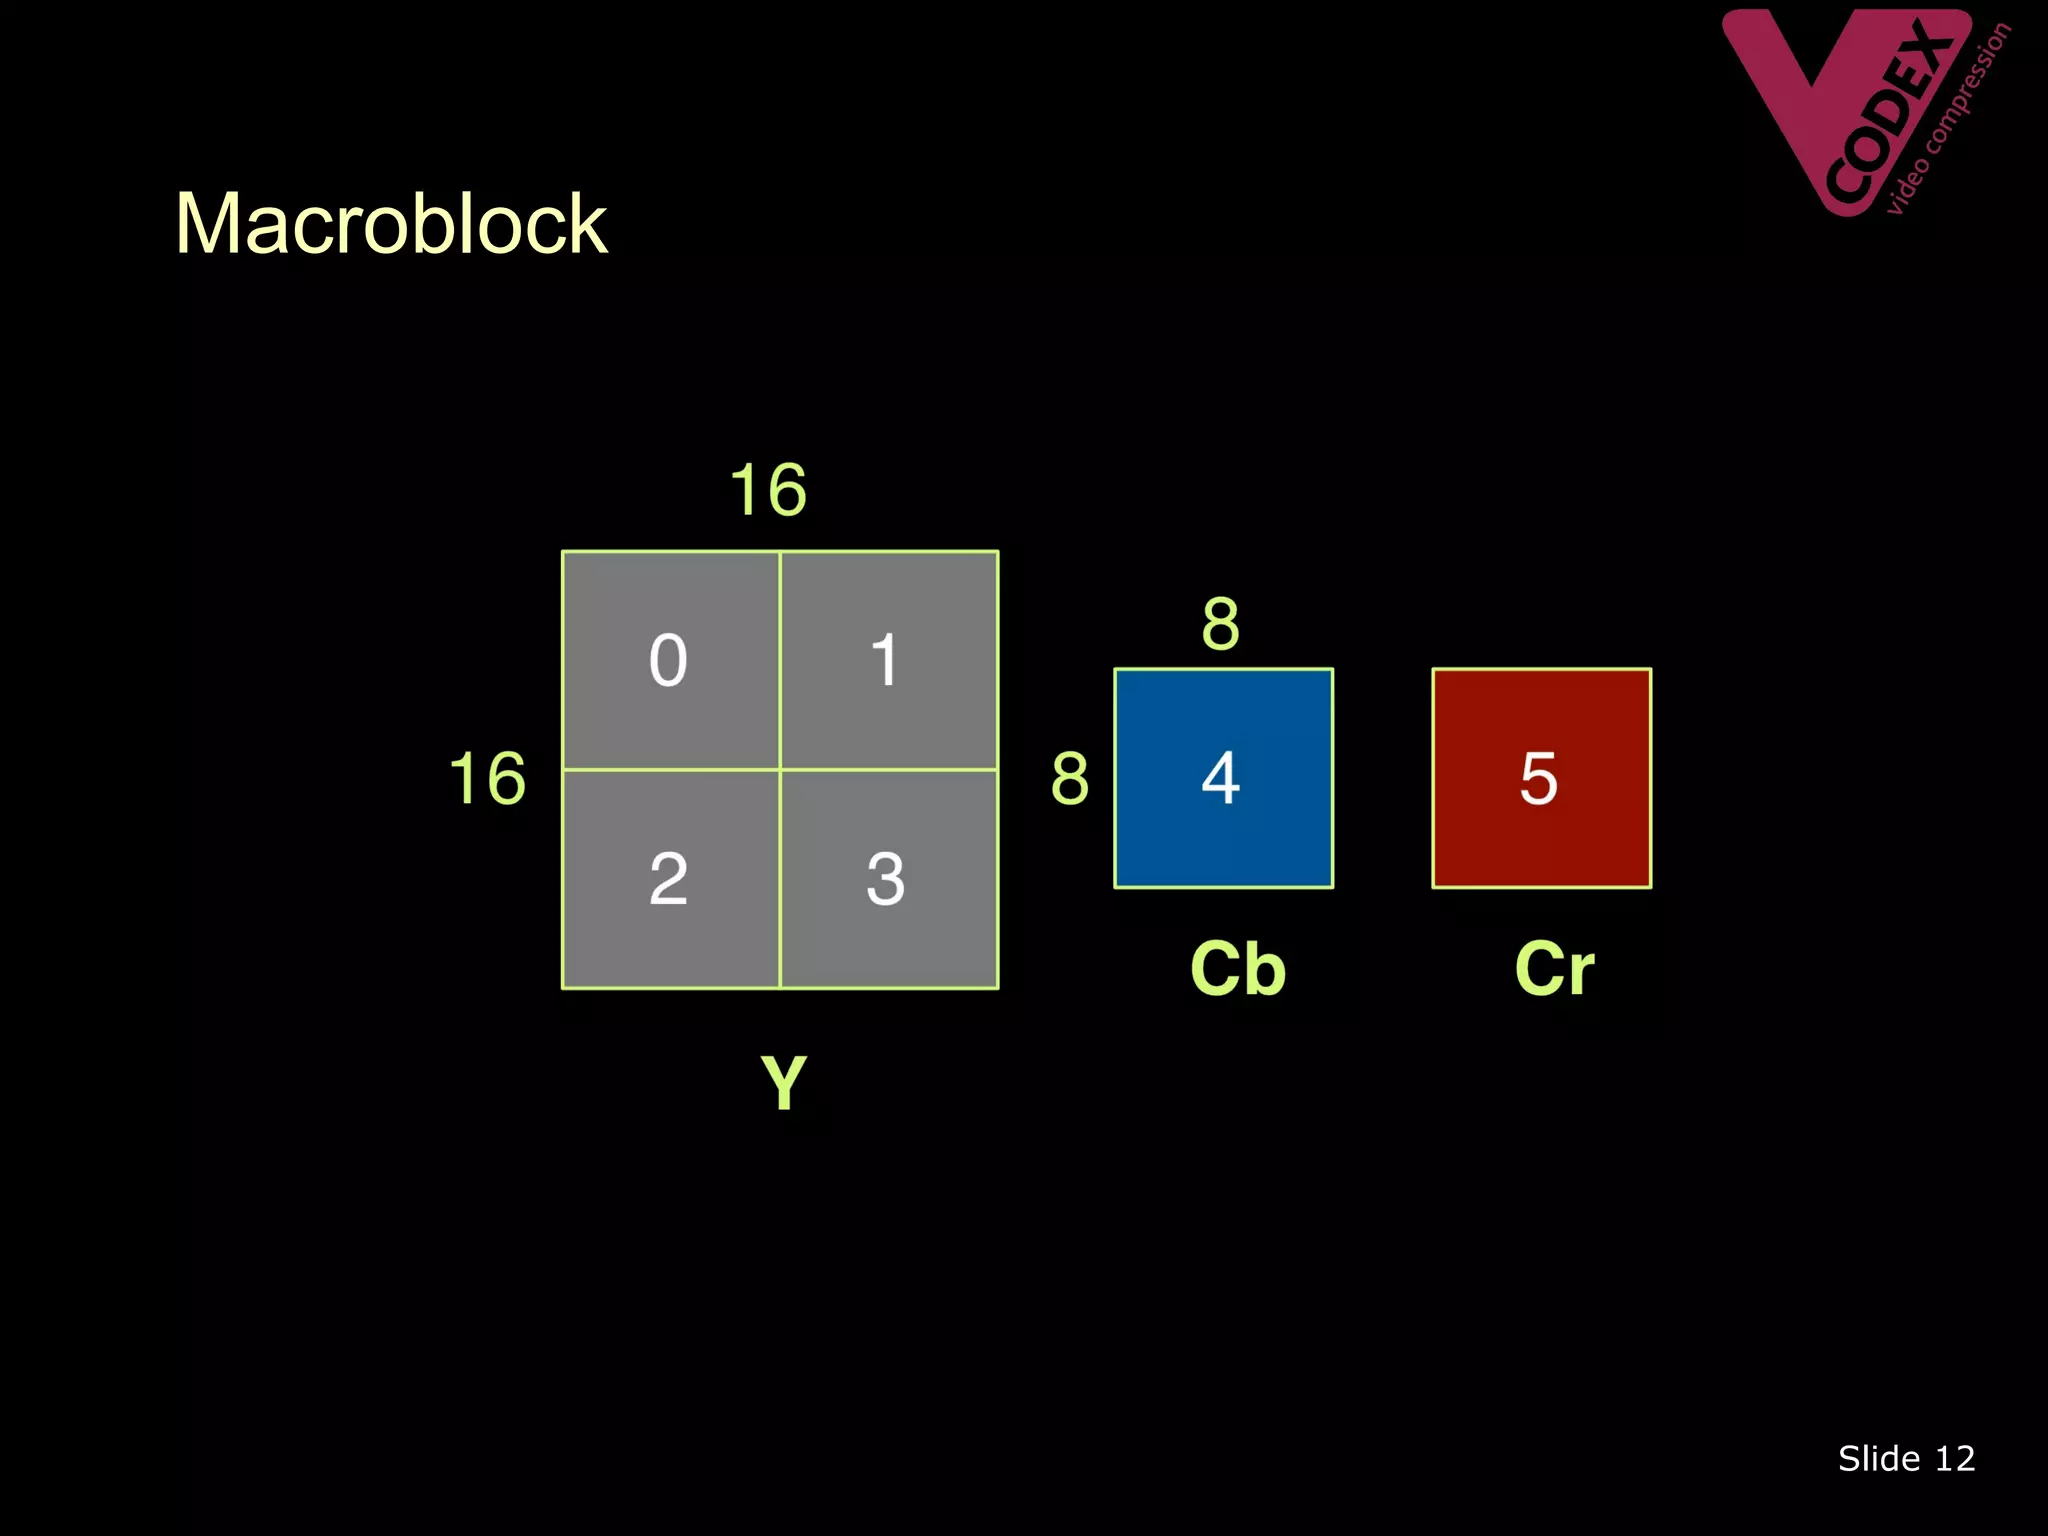 CODEX
video compression
Macroblock
16
0 1
8
16
8
4
5
2 3
Cb
Cr
Y
Slide 12